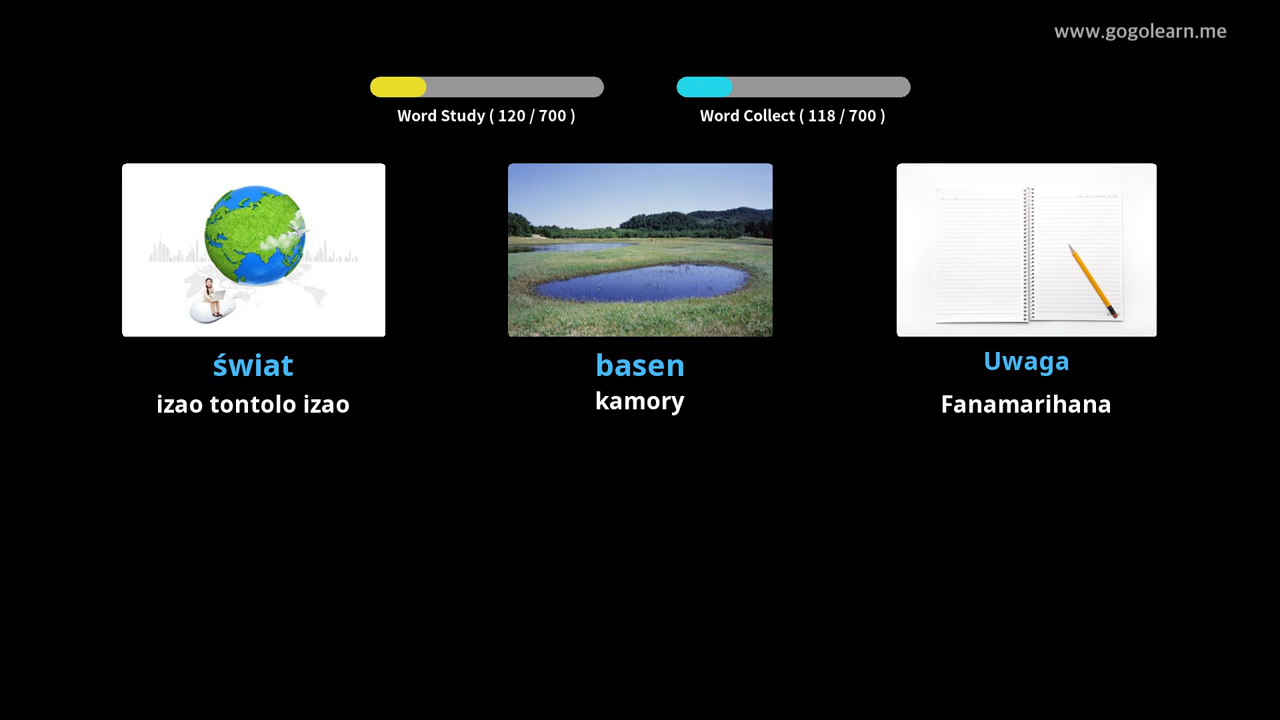 www.gogolearn.me
Word Study ( 120 / 700 )
Word Collect ( 118 / 700 )
świat
izao tontolo izao
basen
kamory
Uwaga
Fanamarihana